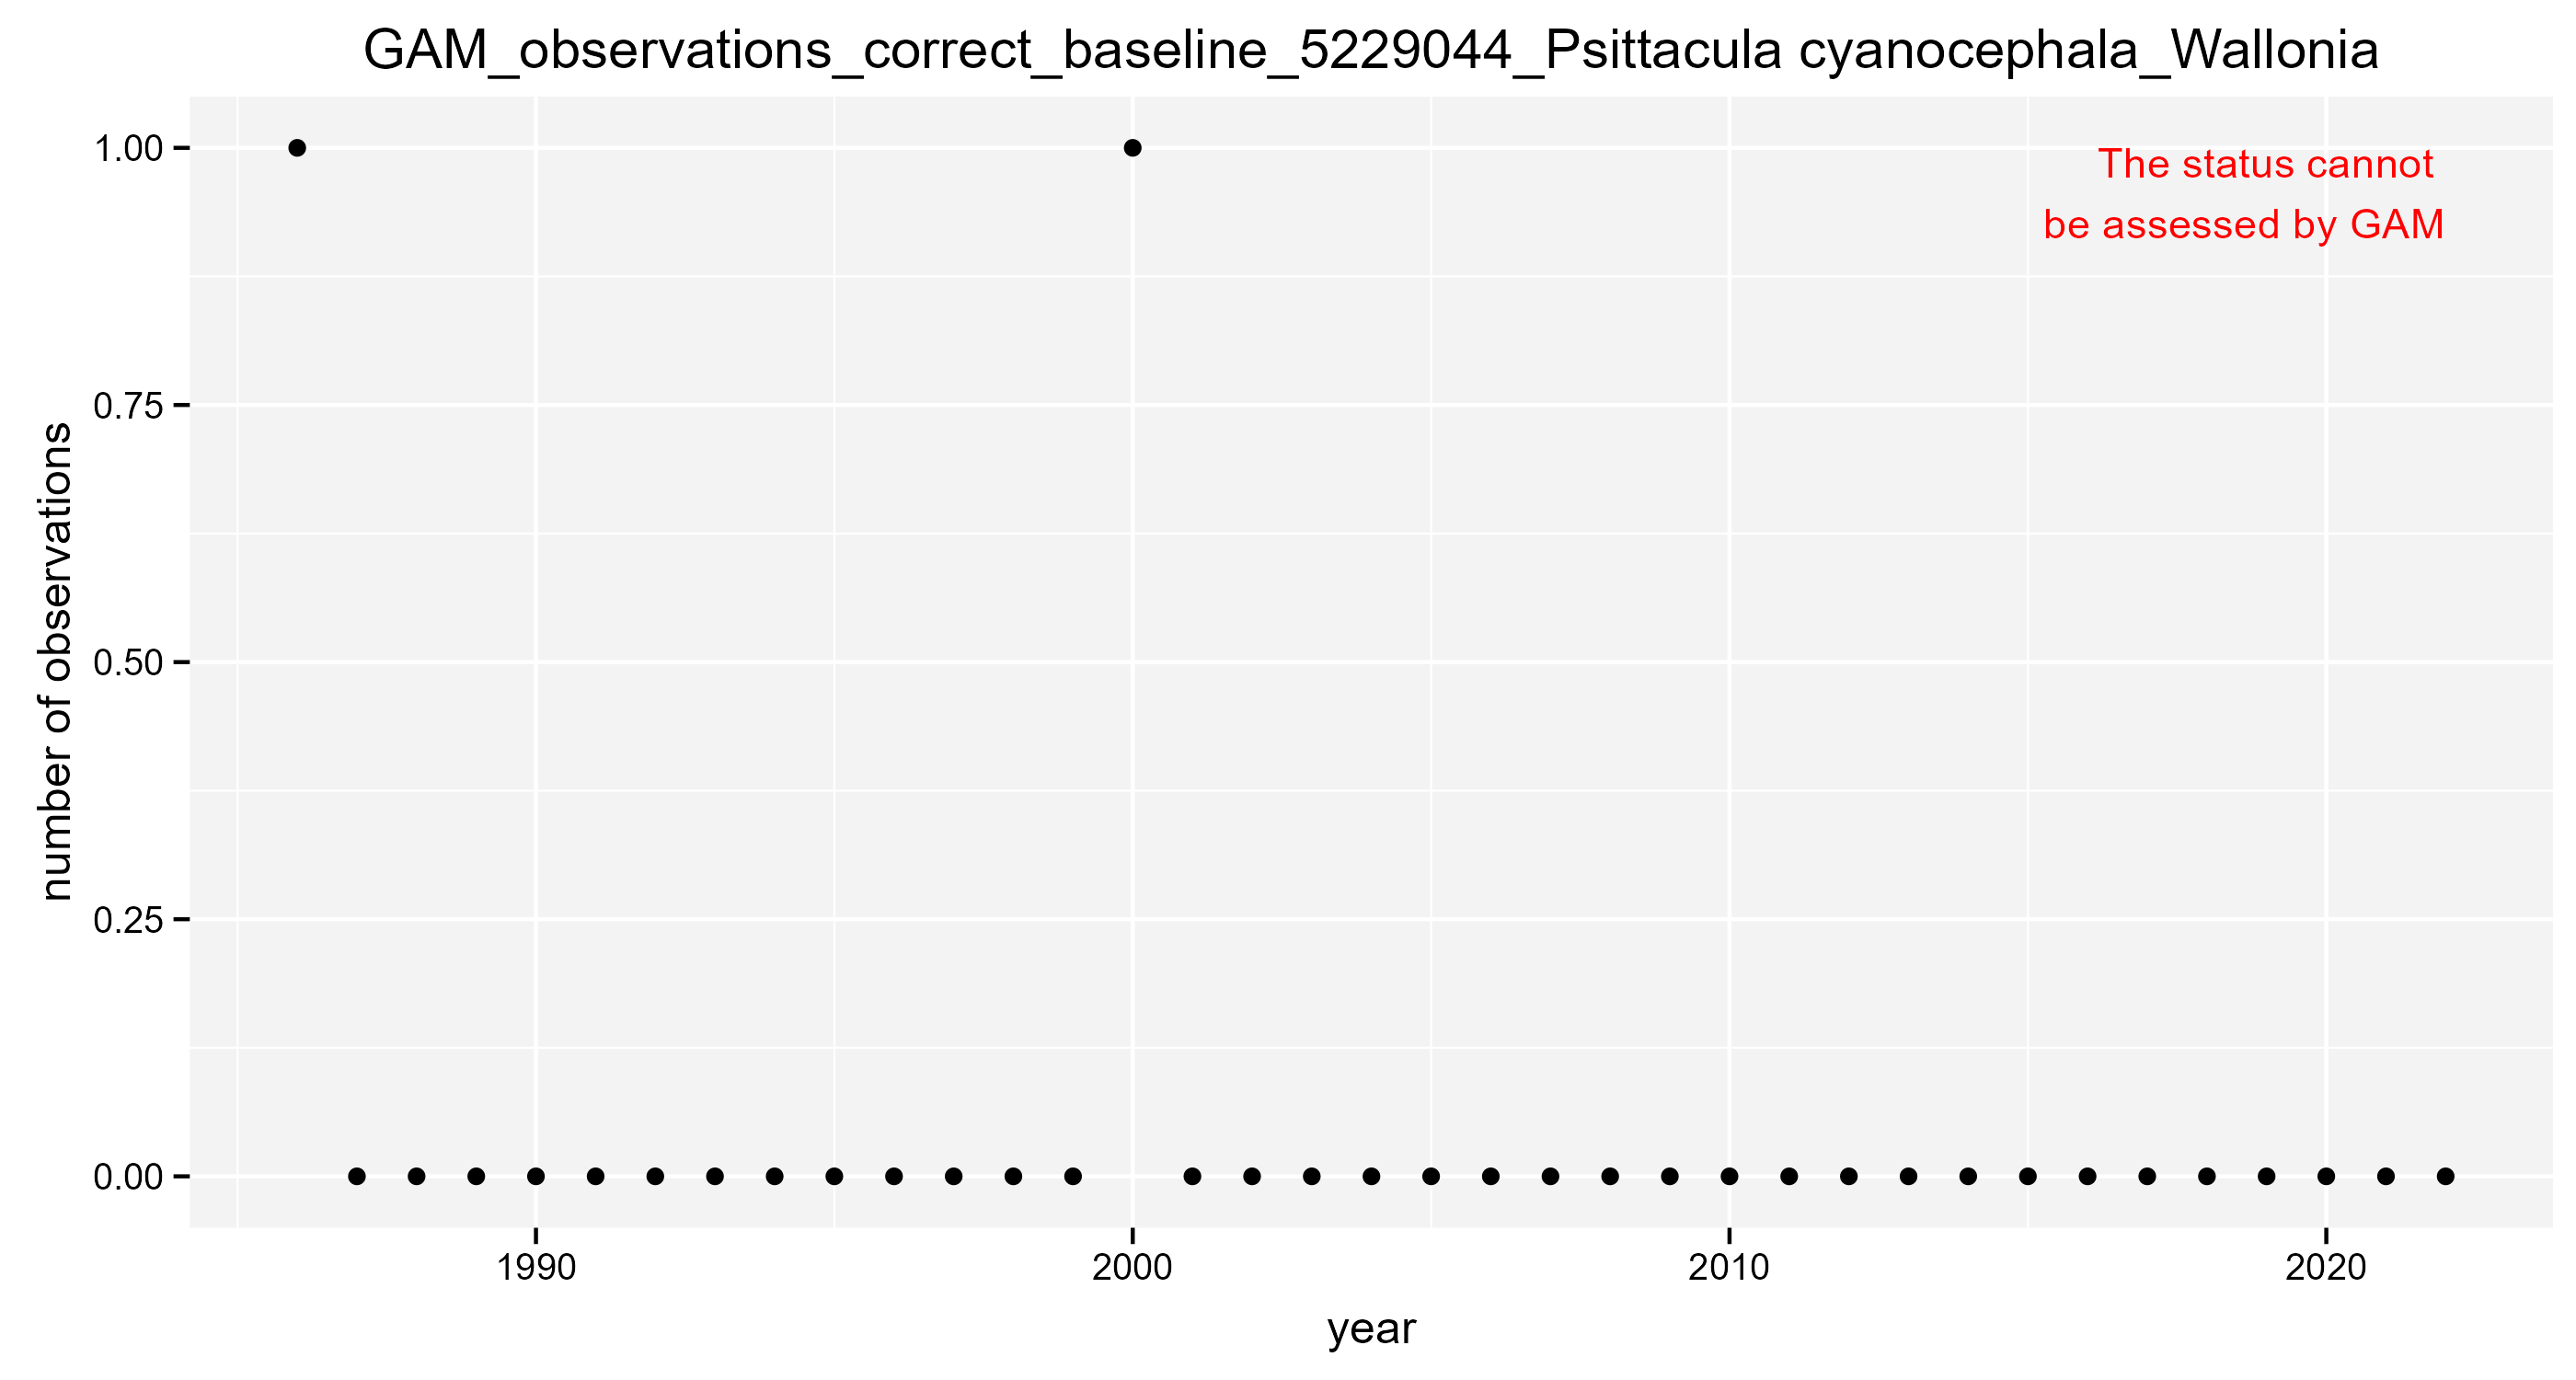 GAM_observations_correct_baseline_5229044_Psittacula cyanocephala_Wallonia
The status cannot
be assessed by GAM
number of observations
1.00
0.75
0.50
0.25
0.00
1990
2000
2010
2020
year